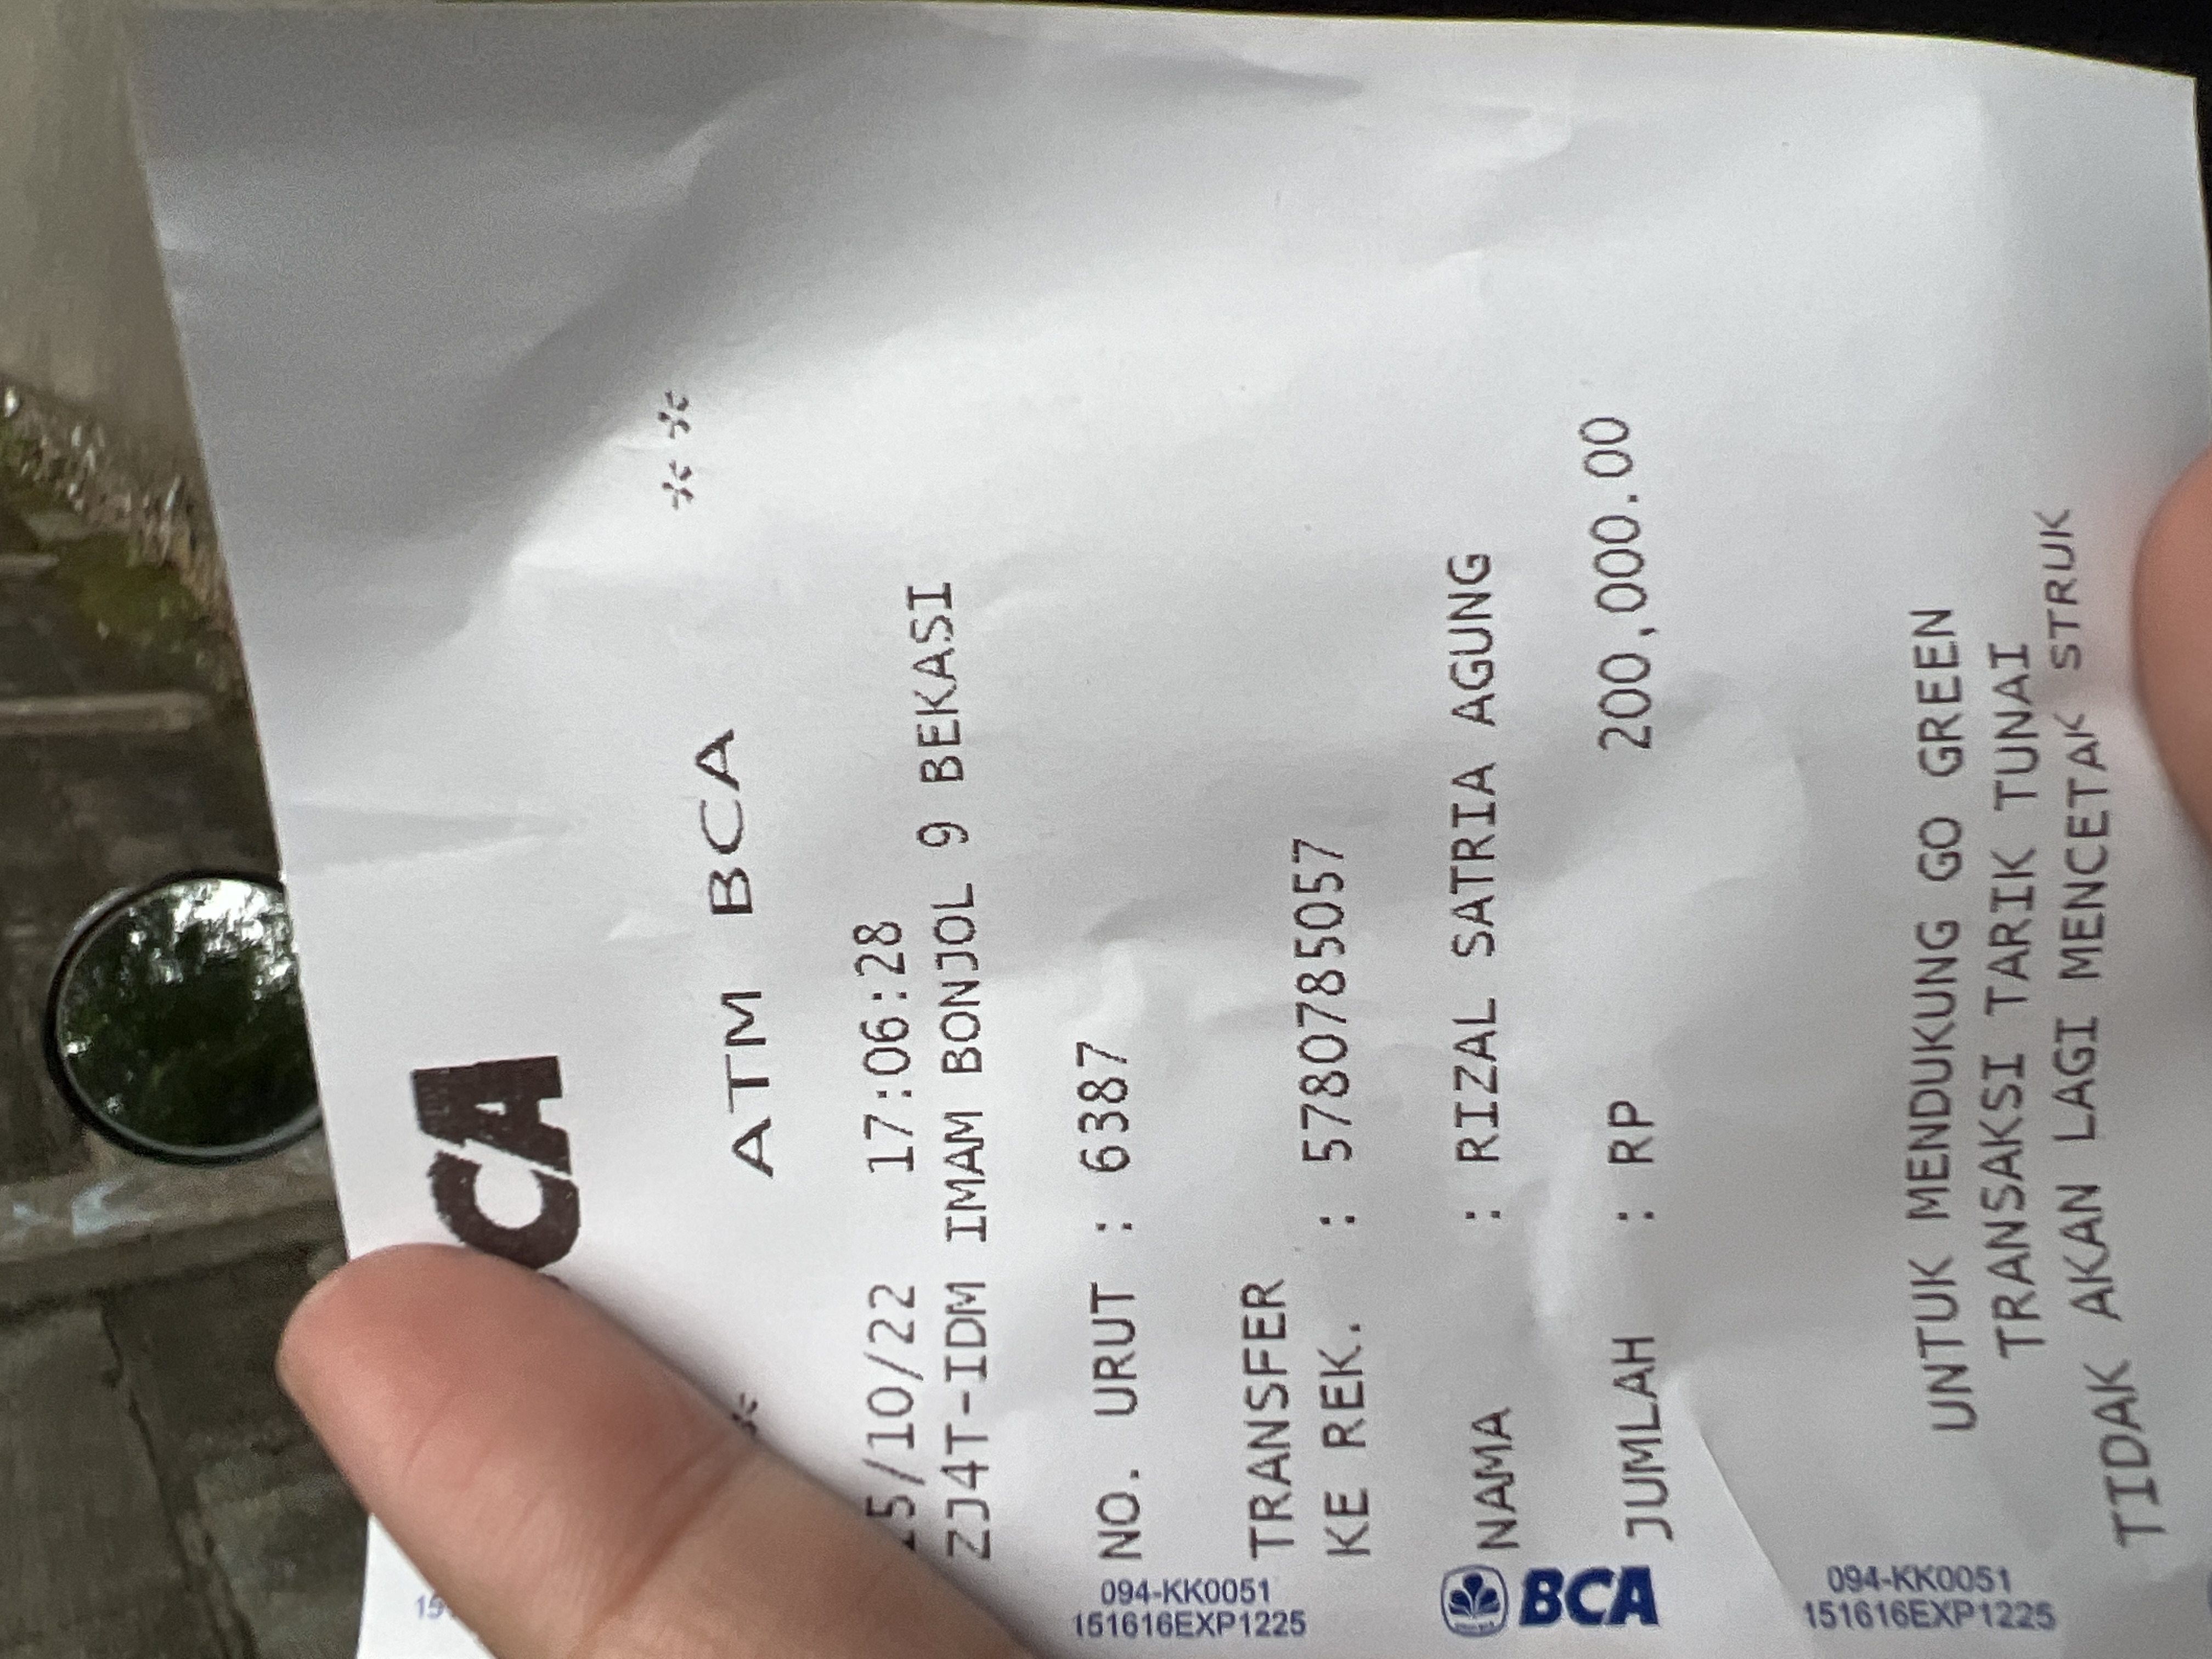 CA
** ATM BCA **
15/10/22 17:06:28
ZJ4T-IDM IMAM BONJOL 9 BEKASI
NO. URUT : 6387
TRANSFER
KE REK. : 5780785057
NAMA : RIZAL SATRIA AGUNG
JUMLAH : RP 200,000.00
UNTUK MENDUKUNG GO GREEN
TRANSAKSI TARIK TUNAI
TIDAK AKAN LAGI MENCETAK STRUK
094-KK0051
151616EXP1225
BCA
094-KK0051
151616EXP1225